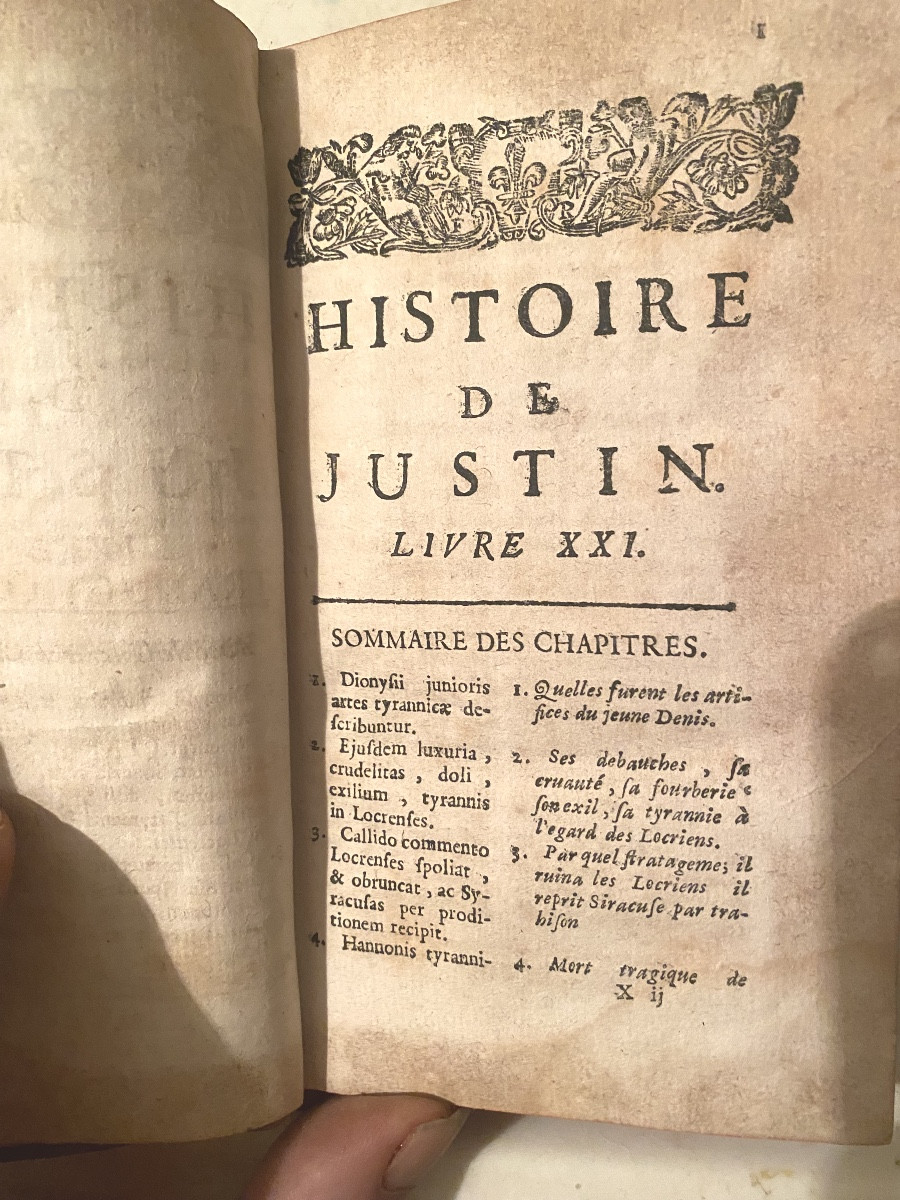 HISTOIRE
DE
JUSTIN.
LIVRE XXI.
SOMMAIRE DES CHAPITRES.
1. Dionyſii junioris
artes tyrannicæ de-
ſcribuntur.
2. Ejuſdem luxuria ,
crudelitas , doli ,
exilium , tyrannis
in Locrenſes.
3. Callido commento
Locrenſes ſpoliat ,
& obruncat , ac Sy-
racuſas per prodi-
tionem recipit.
4. Hannonis tyranni-
1. Quelles furent les arti-
fices du jeune Denis.
2. Ses debauches , ſa
cruauté , ſa fourberie
ſon exil , ſa tyrannie à
l'egard des Locriens.
3. Par quel ſtratageme; il
ruina les Locriens il
reprit Siracuſe par tra-
hiſon
4. Mort tragique de
X ij